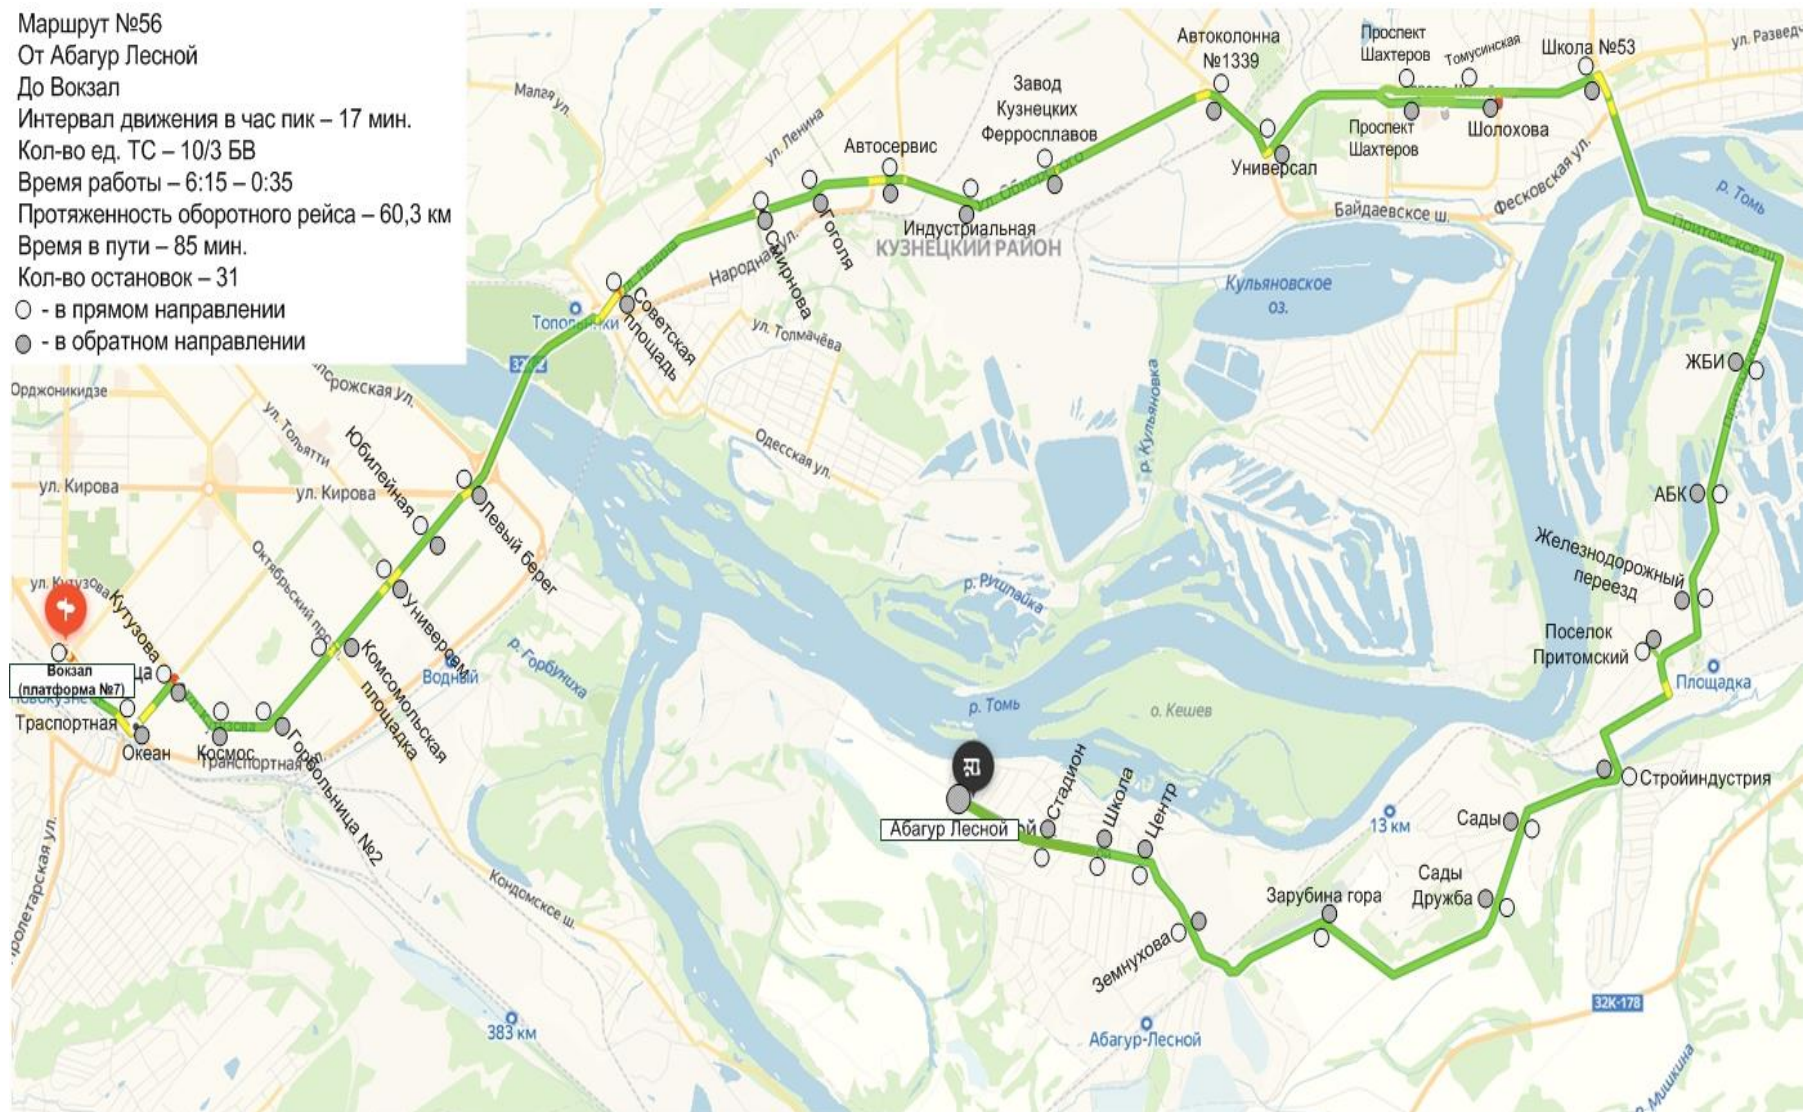 Маршрут №56
От Абагур Лесной
До Вокзал
Интервал движения в час пик – 17 мин.
Кол-во ед. ТС – 10/3 БВ
Время работы – 6:15 – 0:35
Протяженность оборотного рейса – 60,3 км
Время в пути – 85 мин.
Кол-во остановок – 31
- в прямом направлении
- в обратном направлении
Автоколонна
№1339
Проспект
Шахтеров
Томусинская
Школа №53
ул. Разведч
Малая ул.
ул. Ленина
Завод
Кузнецких
Ферросплавов
Автосервис
ул. Обнорского
Универсал
Проспект
Шахтеров
Шолохова
Фесковская ул.
Байдаевское ш.
р. Томь
Притомское ш.
Индустриальная
КУЗНЕЦКИЙ РАЙОН
Гоголя
Смирнова
Народная ул.
Советская
площадь
Топольники
ул. Толмачёва
Кульяновское
оз.
р. Кульяновка
Одесская ул.
ЖБИ
АБК
Железнодорожный
переезд
Поселок
Притомский
Площадка
Орджоникидзе
ул. Тольятти
ул. Кирова
ул. Кирова
Юбилейная
Левый берег
Октябрьский
Универсам
ул. Кутузова
Кутузова
Комсомольская
площадка
Водный
р. Горбуниха
р. Рушпайка
р. Томь
о. Кешев
Вокзал
(платформа №7)
Траспортная
Океан
Космос
Транспортная
Горбольница №2
Кондомское ш.
383 км
Абагур Лесной
ой
Стадион
Школа
Центр
Земнухова
Зарубина гора
Сады
Дружба
Сады
Стройиндустрия
13 км
Абагур-Лесной
32К-178
р. Мишкина